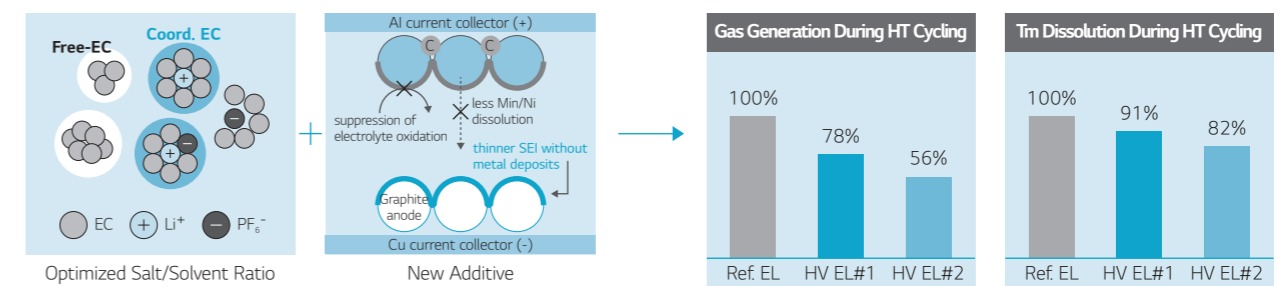 Free-EC
Coord. EC
+
+
−
−
EC
+
Li⁺
−
PF₆⁻
Optimized Salt/Solvent Ratio
+
Al current collector (+)
C
C
suppression of
electrolyte oxidation
less Min/Ni
dissolution
thinner SEI without
metal deposits
Graphite
anode
Cu current collector (-)
New Additive
Gas Generation During HT Cycling
100%
78%
56%
Ref. EL
HV EL#1
HV EL#2
Tm Dissolution During HT Cycling
100%
91%
82%
Ref. EL
HV EL#1
HV EL#2